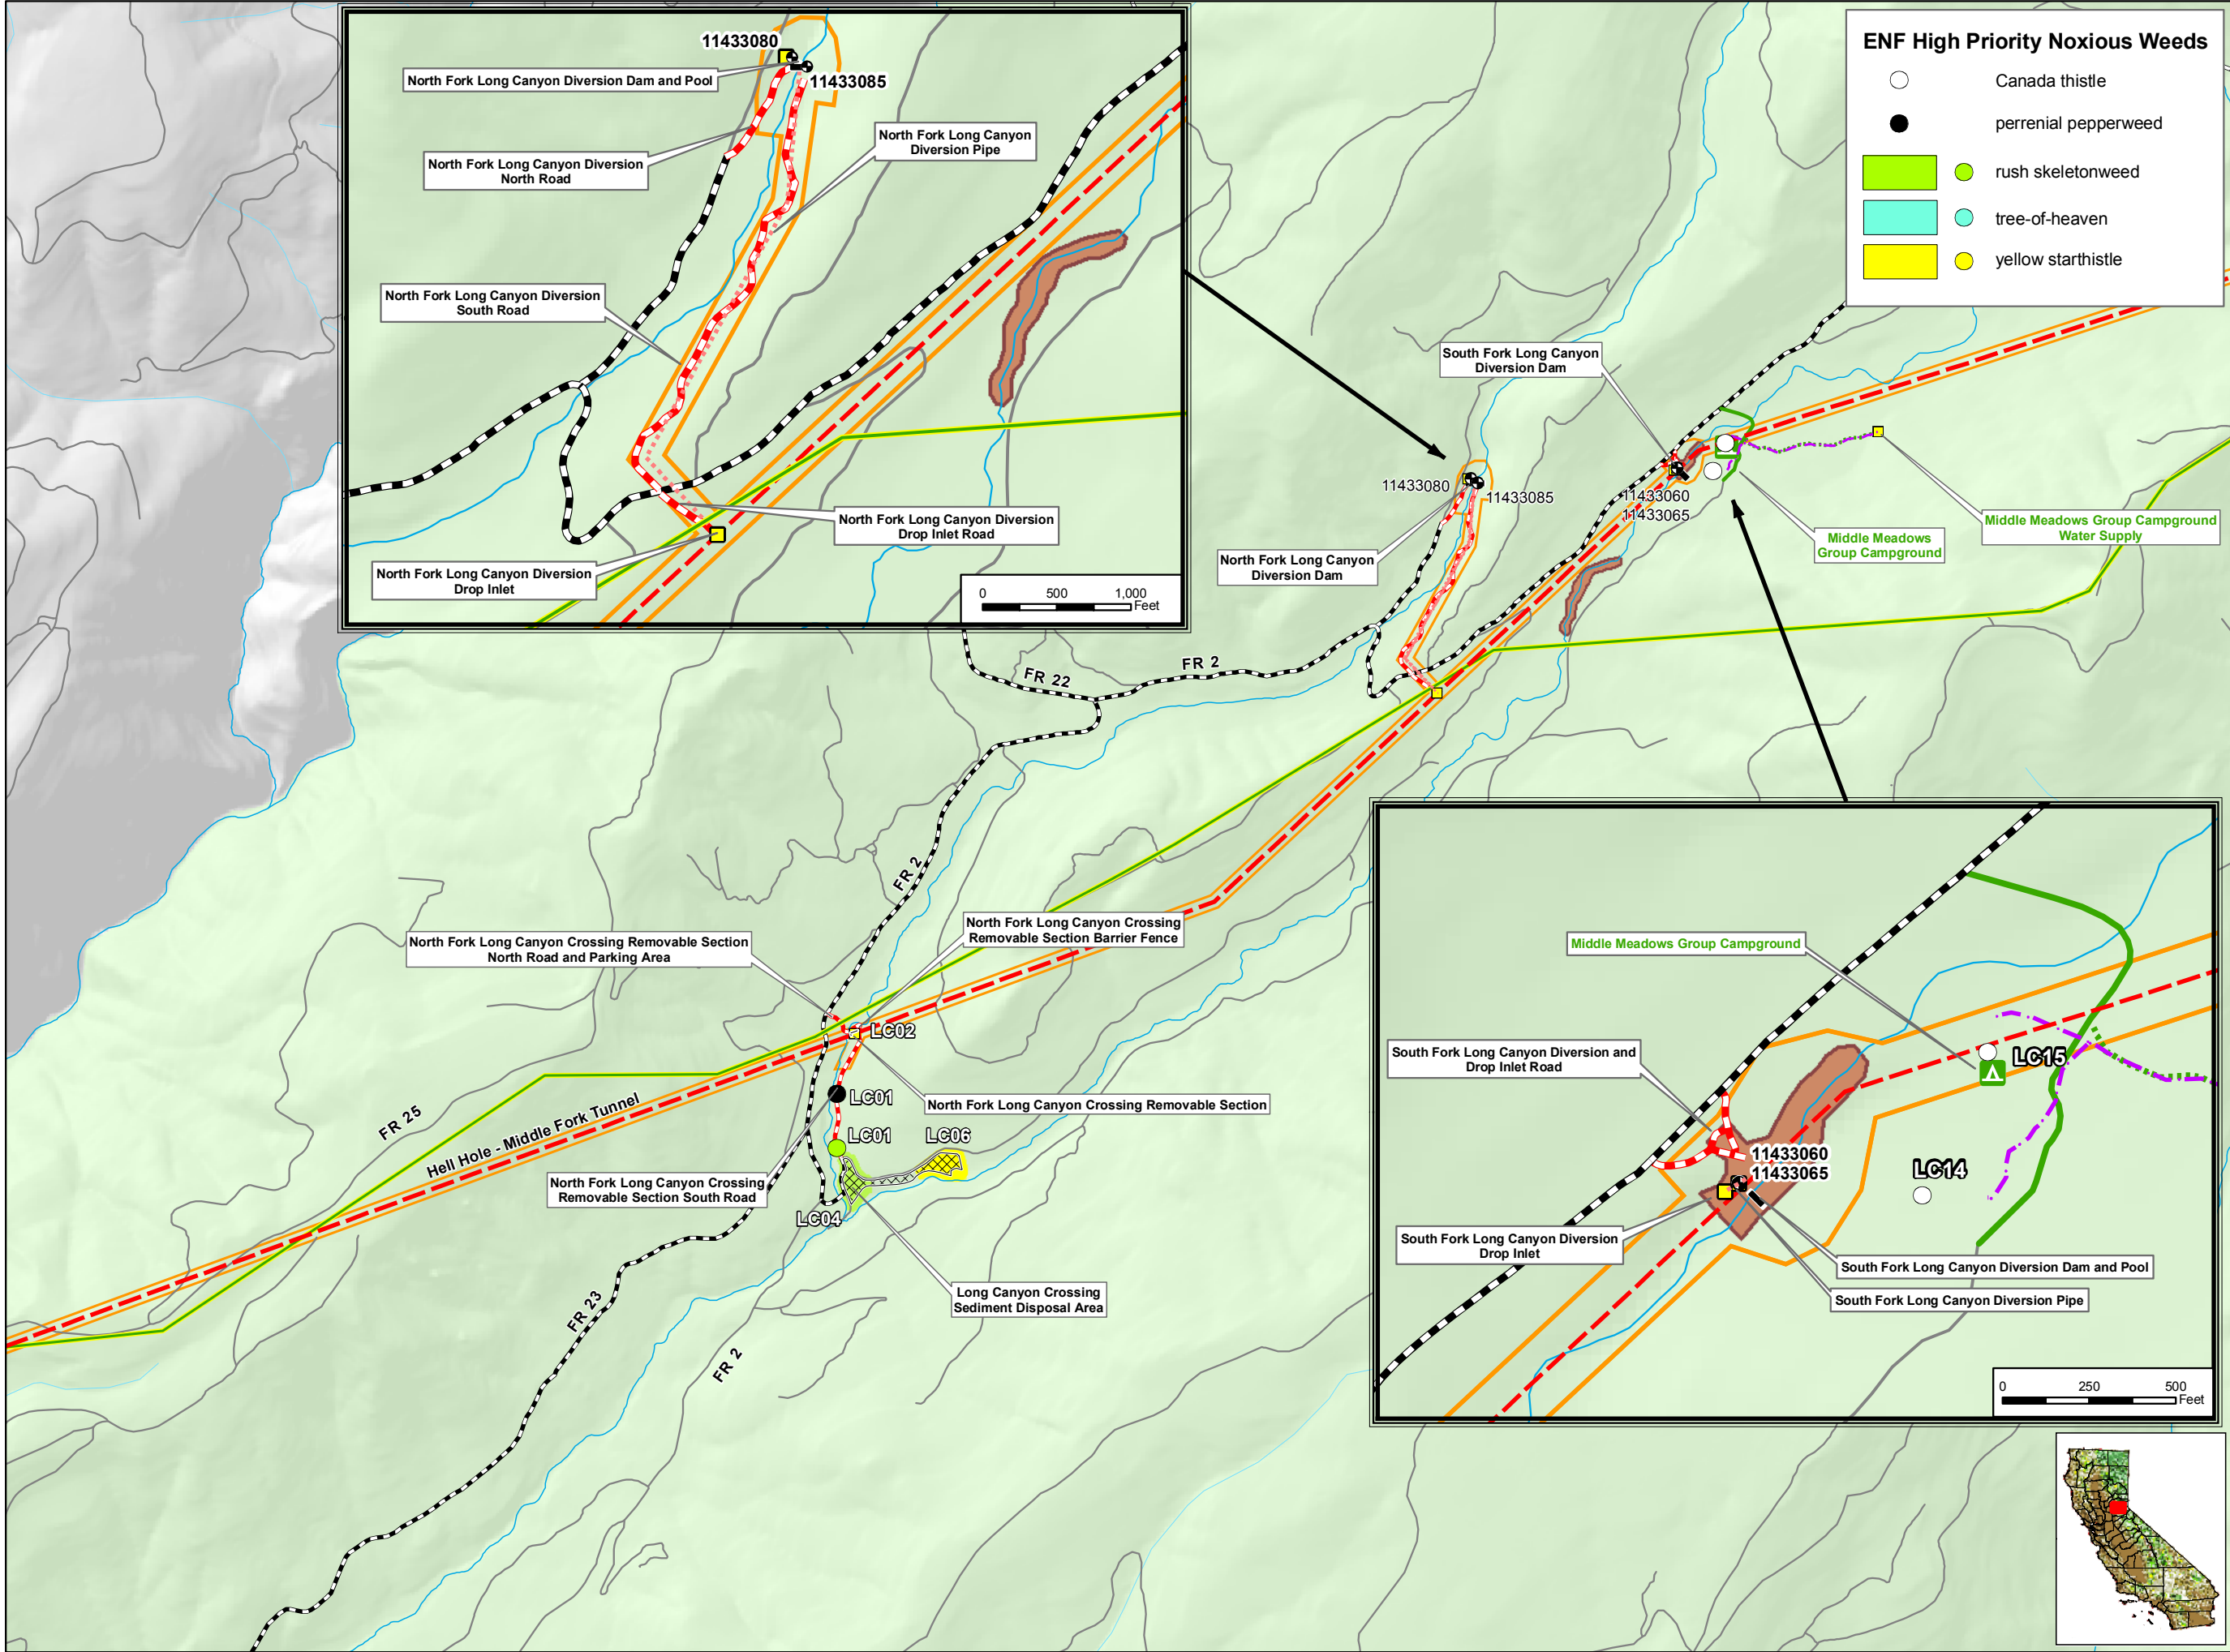 11433080
North Fork Long Canyon Diversion Dam and Pool
11433085
North Fork Long Canyon
Diversion Pipe
North Fork Long Canyon Diversion
North Road
North Fork Long Canyon Diversion
South Road
North Fork Long Canyon Diversion
Drop Inlet Road
North Fork Long Canyon Diversion
Drop Inlet
0 500 1,000
Feet
ENF High Priority Noxious Weeds
Canada thistle
perrenial pepperweed
rush skeletonweed
tree-of-heaven
yellow starthistle
South Fork Long Canyon
Diversion Dam
11433080
11433085
11433060
11433065
North Fork Long Canyon
Diversion Dam
Middle Meadows
Group Campground
Middle Meadows Group Campground
Water Supply
FR 22
FR 2
FR 2
North Fork Long Canyon Crossing Removable Section
North Road and Parking Area
North Fork Long Canyon Crossing
Removable Section Barrier Fence
LC02
LC01
North Fork Long Canyon Crossing Removable Section
LC01
LC06
FR 25
Hell Hole - Middle Fork Tunnel
North Fork Long Canyon Crossing
Removable Section South Road
LC04
Long Canyon Crossing
Sediment Disposal Area
FR 23
FR 2
Middle Meadows Group Campground
South Fork Long Canyon Diversion and
Drop Inlet Road
LC15
11433060
11433065
LC14
South Fork Long Canyon Diversion
Drop Inlet
South Fork Long Canyon Diversion Dam and Pool
South Fork Long Canyon Diversion Pipe
0 250 500
Feet